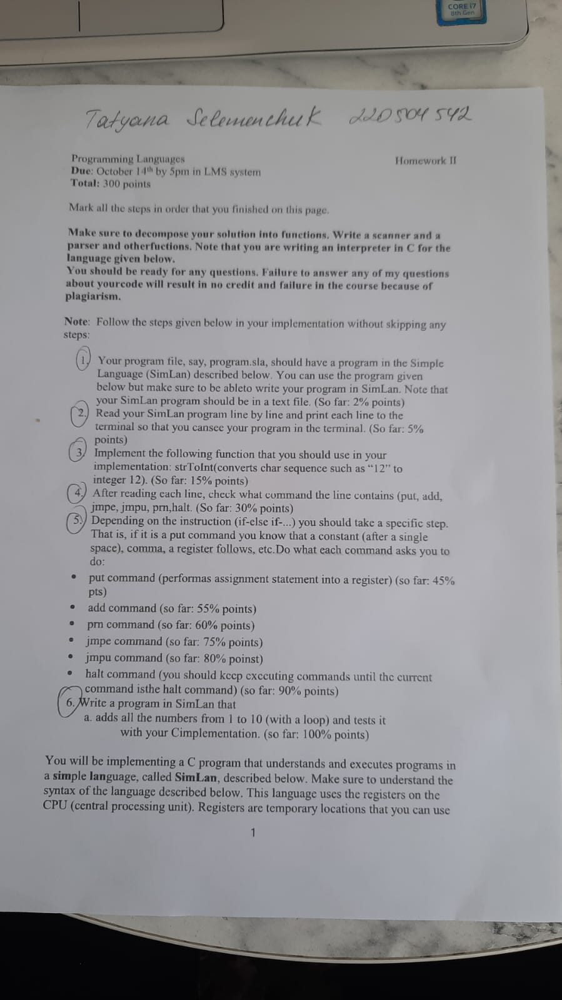 CORE i7
8th Gen
Tatyana Selemenchuk 220504542
Programming Languages Homework II
Due: October 14th by 5pm in LMS system
Total: 300 points
Mark all the steps in order that you finished on this page.
Make sure to decompose your solution into functions. Write a scanner and a
parser and otherfuctions. Note that you are writing an interpreter in C for the
language given below.
You should be ready for any questions. Failure to answer any of my questions
about yourcode will result in no credit and failure in the course because of
plagiarism.
Note: Follow the steps given below in your implementation without skipping any
steps:
1. Your program file, say, program.sla, should have a program in the Simple
Language (SimLan) described below. You can use the program given
below but make sure to be ableto write your program in SimLan. Note that
your SimLan program should be in a text file. (So far: 2% points)
2. Read your SimLan program line by line and print each line to the
terminal so that you cansee your program in the terminal. (So far: 5%
points)
3. Implement the following function that you should use in your
implementation: strToInt(converts char sequence such as “12” to
integer 12). (So far: 15% points)
4. After reading each line, check what command the line contains (put, add,
jmpe, jmpu, prn,halt. (So far: 30% points)
5. Depending on the instruction (if-else if-...) you should take a specific step.
That is, if it is a put command you know that a constant (after a single
space), comma, a register follows, etc.Do what each command asks you to
do:
• put command (performas assignment statement into a register) (so far: 45%
pts)
• add command (so far: 55% points)
• prn command (so far: 60% points)
• jmpe command (so far: 75% points)
• jmpu command (so far: 80% poinst)
• halt command (you should keep executing commands until the current
command isthe halt command) (so far: 90% points)
6. Write a program in SimLan that
a. adds all the numbers from 1 to 10 (with a loop) and tests it
with your Cimplementation. (so far: 100% points)
You will be implementing a C program that understands and executes programs in
a simple language, called SimLan, described below. Make sure to understand the
syntax of the language described below. This language uses the registers on the
CPU (central processing unit). Registers are temporary locations that you can use
1